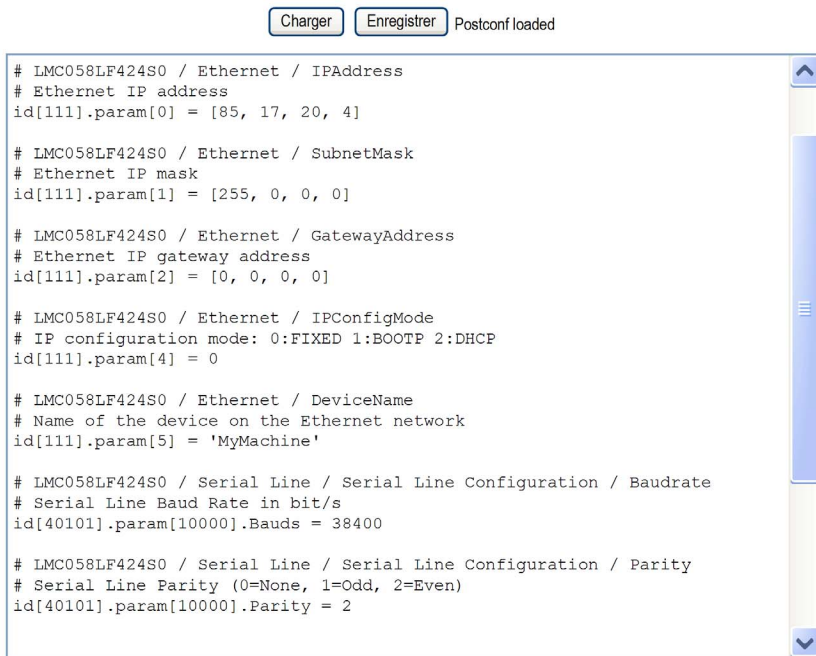 Charger Enregistrer Postconf loaded
# LMC058LF424S0 / Ethernet / IPAddress
# Ethernet IP address
id[111].param[0] = [85, 17, 20, 4]
# LMC058LF424S0 / Ethernet / SubnetMask
# Ethernet IP mask
id[111].param[1] = [255, 0, 0, 0]
# LMC058LF424S0 / Ethernet / GatewayAddress
# Ethernet IP gateway address
id[111].param[2] = [0, 0, 0, 0]
# LMC058LF424S0 / Ethernet / IPConfigMode
# IP configuration mode: 0:FIXED 1:BOOTP 2:DHCP
id[111].param[4] = 0
# LMC058LF424S0 / Ethernet / DeviceName
# Name of the device on the Ethernet network
id[111].param[5] = 'MyMachine'
# LMC058LF424S0 / Serial Line / Serial Line Configuration / Baudrate
# Serial Line Baud Rate in bit/s
id[40101].param[10000].Bauds = 38400
# LMC058LF424S0 / Serial Line / Serial Line Configuration / Parity
# Serial Line Parity (0=None, 1=Odd, 2=Even)
id[40101].param[10000].Parity = 2